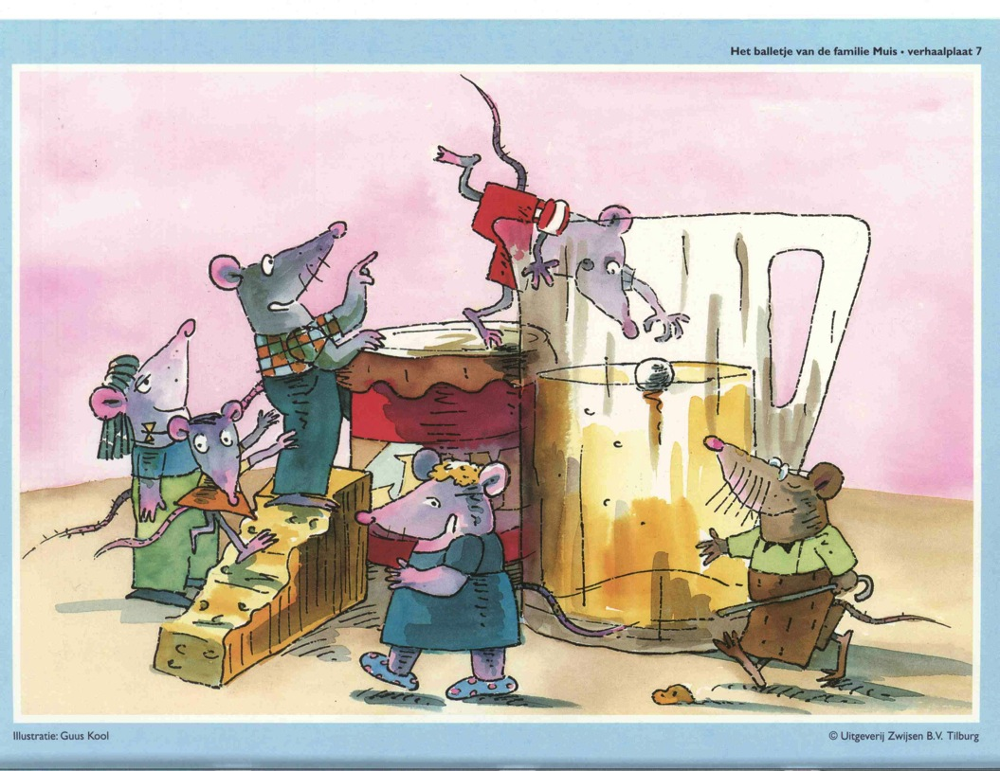 Het balletje van de familie Muis • verhaalplaat 7
Illustratie: Guus Kool
© Uitgeverij Zwijsen B.V. Tilburg